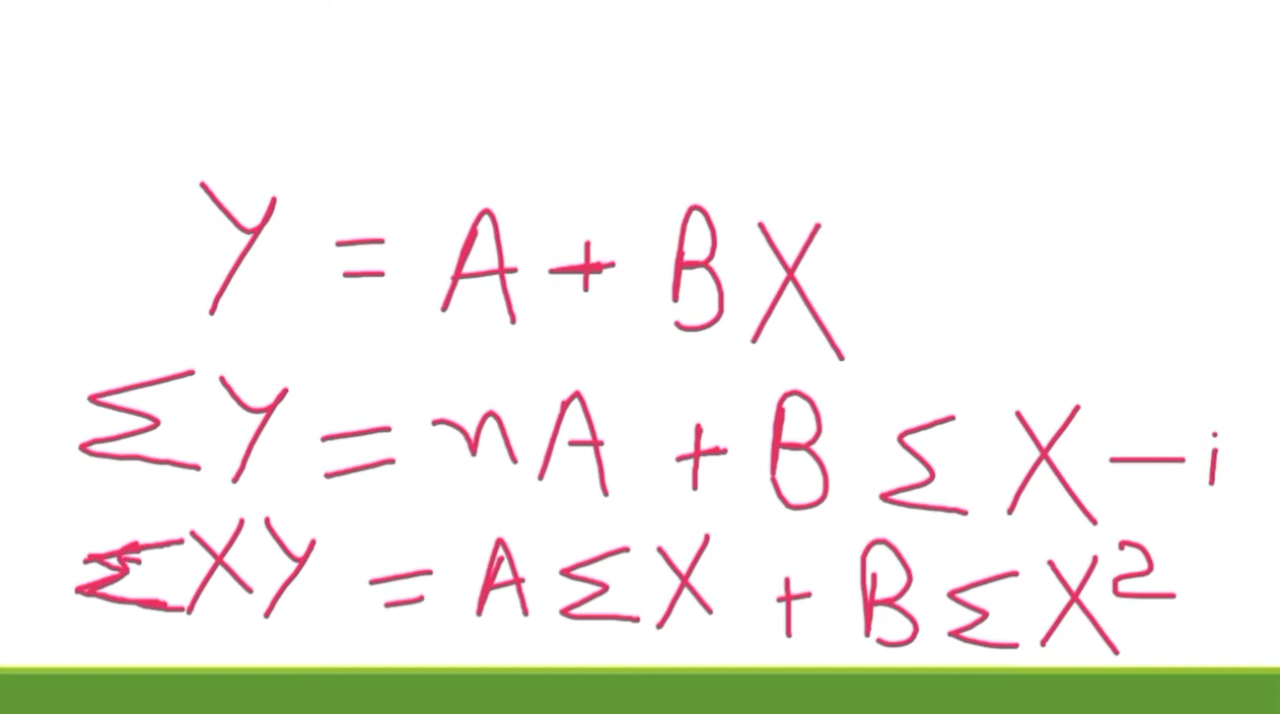 Y = A + BX
ΣY = nA + BΣX — i
ΣXY = AΣX + BΣX²